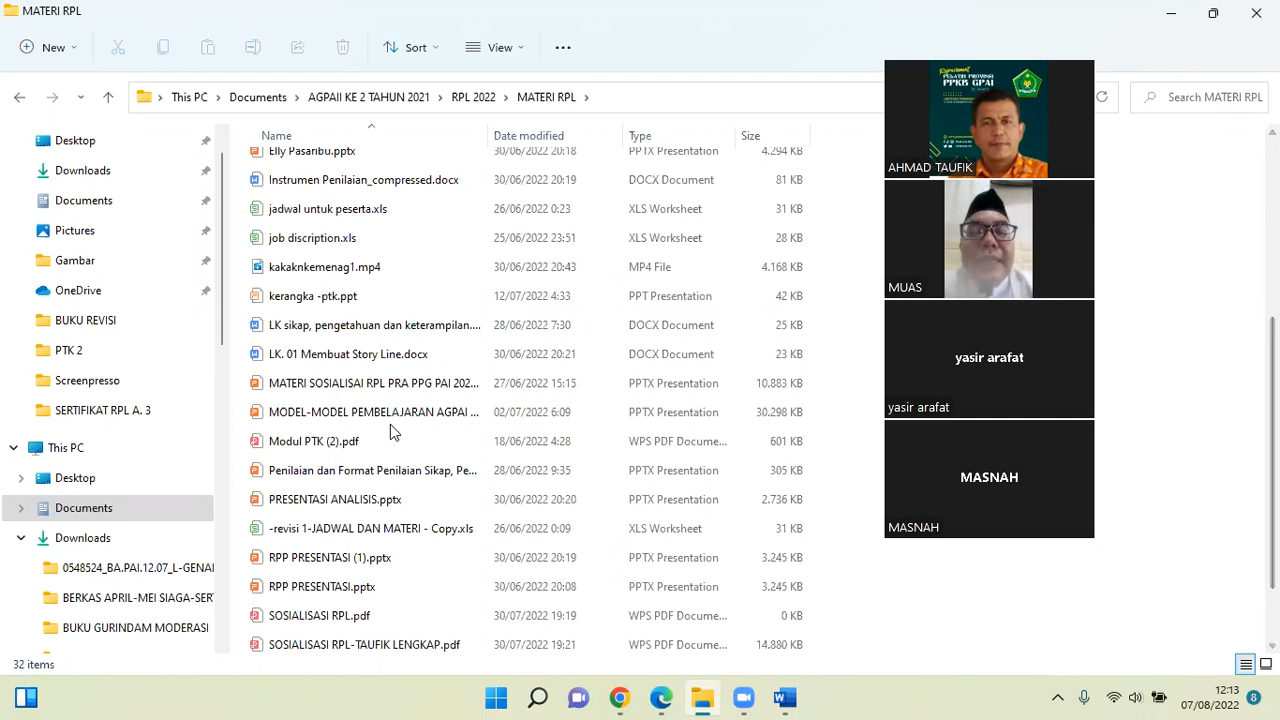 MATERI RPL
New
Sort
View
This PC
II KE 2 TAHUN 2021
RPL 2022
RPL
Search MATERI RPL
Name
Date modified
Type
Size
Desktop
Downloads
Documents
Pictures
Gambar
OneDrive
BUKU REVISI
PTK 2
Screenpresso
SERTIFIKAT RPL A. 3
This PC
Desktop
Documents
Downloads
0548524_BA.PAI.12.07_L-GENAI
BERKAS APRIL-MEI SIAGA-SER
BUKU GURINDAM MODERASI
30/06/2022 20:18 PPTX Presentation 4.294 KB
ian_compressed.docx 30/06/2022 20:19 DOCX Document 81 KB
jadwal untuk peserta.xls 26/06/2022 0:23 XLS Worksheet 31 KB
job discription.xls 25/06/2022 23:51 XLS Worksheet 28 KB
kakaknkemenag1.mp4 30/06/2022 20:43 MP4 File 4.168 KB
kerangka -ptk.ppt 12/07/2022 4:33 PPT Presentation 42 KB
LK sikap, pengetahuan dan keterampilan.... 28/06/2022 7:30 DOCX Document 25 KB
LK. 01 Membuat Story Line.docx 30/06/2022 20:21 DOCX Document 23 KB
MATERI SOSIALISAI RPL PRA PPG PAI 202... 27/06/2022 15:15 PPTX Presentation 10.883 KB
MODEL-MODEL PEMBELAJARAN AGPAI ... 02/07/2022 6:09 PPTX Presentation 30.298 KB
Modul PTK (2).pdf 18/06/2022 4:28 WPS PDF Docume... 601 KB
Penilaian dan Format Penilaian Sikap, Pe... 28/06/2022 9:35 PPTX Presentation 305 KB
PRESENTASI ANALISIS.pptx 30/06/2022 20:20 PPTX Presentation 2.736 KB
-revisi 1-JADWAL DAN MATERI - Copy.xls 26/06/2022 0:09 XLS Worksheet 31 KB
RPP PRESENTASI (1).pptx 30/06/2022 20:19 PPTX Presentation 3.245 KB
RPP PRESENTASI.pptx 30/06/2022 20:08 PPTX Presentation 3.245 KB
SOSIALISASI RPL.pdf 30/07/2022 19:19 WPS PDF Docume... 0 KB
SOSIALISASI RPL-TAUFIK LENGKAP.pdf 30/07/2022 19:21 WPS PDF Docume... 14.880 KB
PELATIH PROVINSI
PPKB GPAI
AHMAD TAUFIK
MUAS
yasir arafat
yasir arafat
MASNAH
MASNAH
32 items
12:13
07/08/2022
8